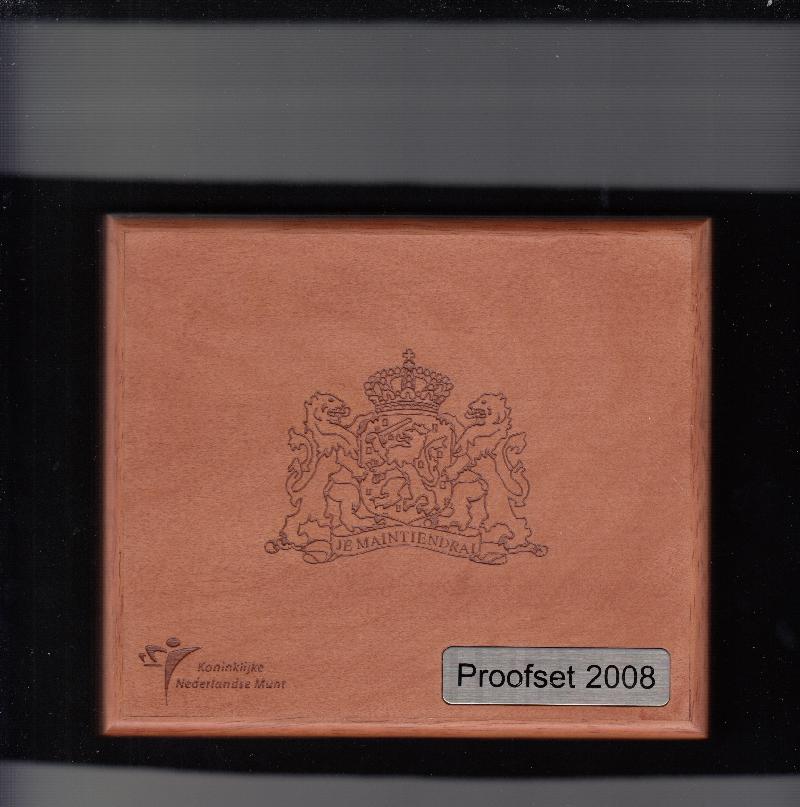 JE MAINTIENDRAI
Koninklijke
Nederlandse Munt
Proofset 2008